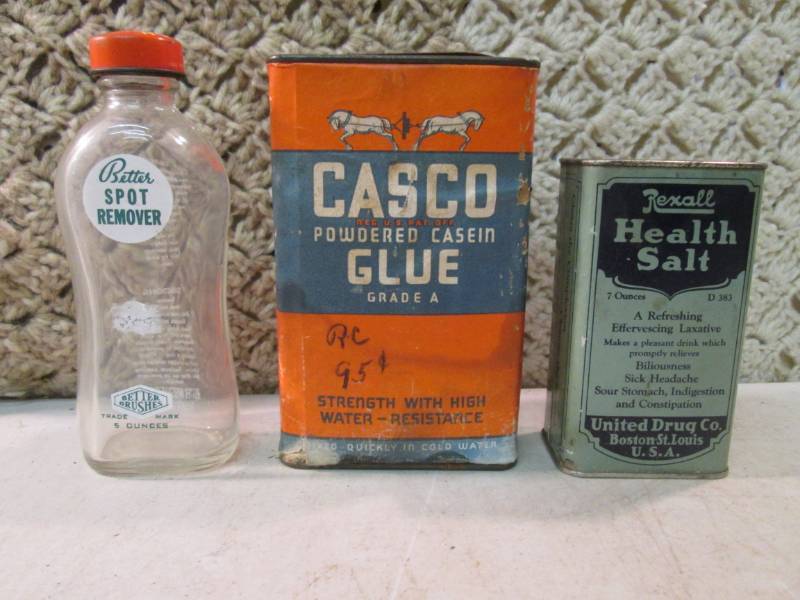 Better
SPOT
REMOVER
BETTER
BRUSHES
TRADE MARK
5 OUNCES
CASCO
REG. U.S. PAT. OFF.
POWDERED CASEIN
GLUE
GRADE A
RC
95¢
STRENGTH WITH HIGH
WATER-RESISTANCE
QUICKLY IN COLD WATER
Rexall
Health
Salt
7 Ounces D 383
A Refreshing
Effervescing Laxative
Makes a pleasant drink which
promptly relieves
Biliousness
Sick Headache
Sour Stomach, Indigestion
and Constipation
United Drug Co.
Boston-St. Louis
U.S.A.